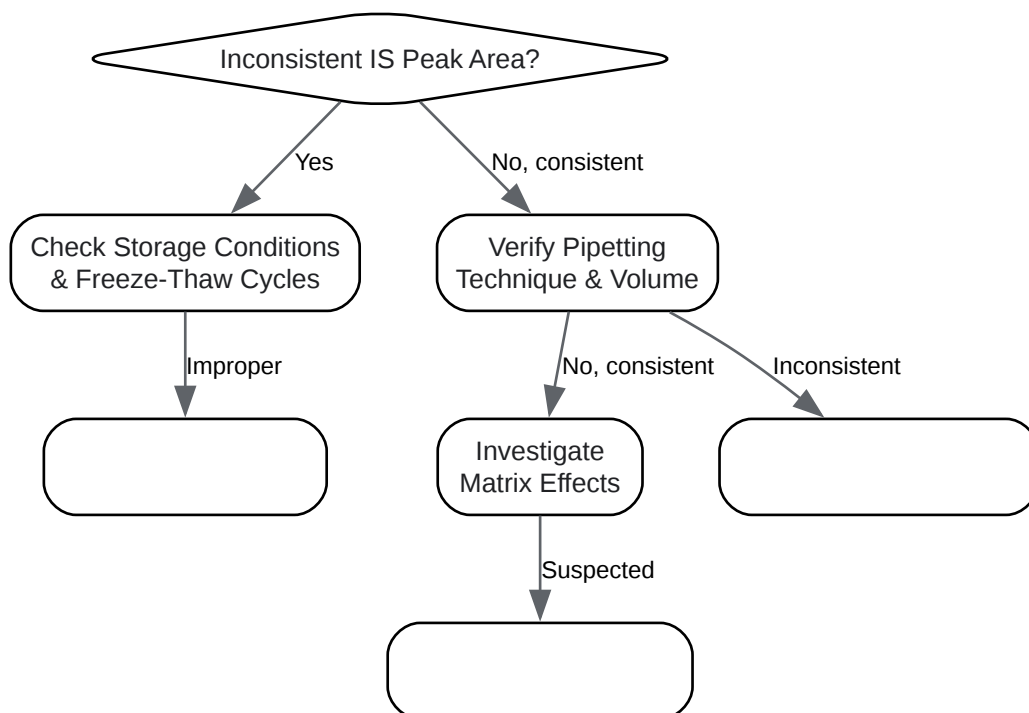 Inconsistent IS Peak Area?
Yes
No, consistent
Check Storage Conditions
& Freeze-Thaw Cycles
Verify Pipetting
Technique & Volume
Improper
No, consistent
Inconsistent
Investigate
Matrix Effects
Suspected